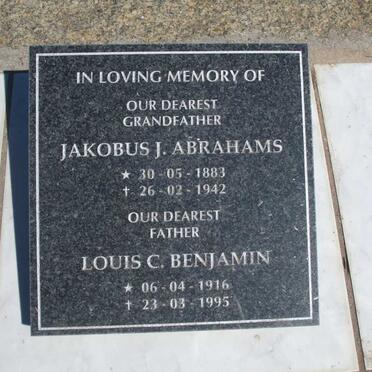 IN LOVING MEMORY OF
OUR DEAREST
GRANDFATHER
JAKOBUS J. ABRAHAMS
★ 30 - 05 - 1883
† 26 - 02 - 1942
OUR DEAREST
FATHER
LOUIS C. BENJAMIN
★ 06 - 04 - 1916
† 23 - 03 - 1995